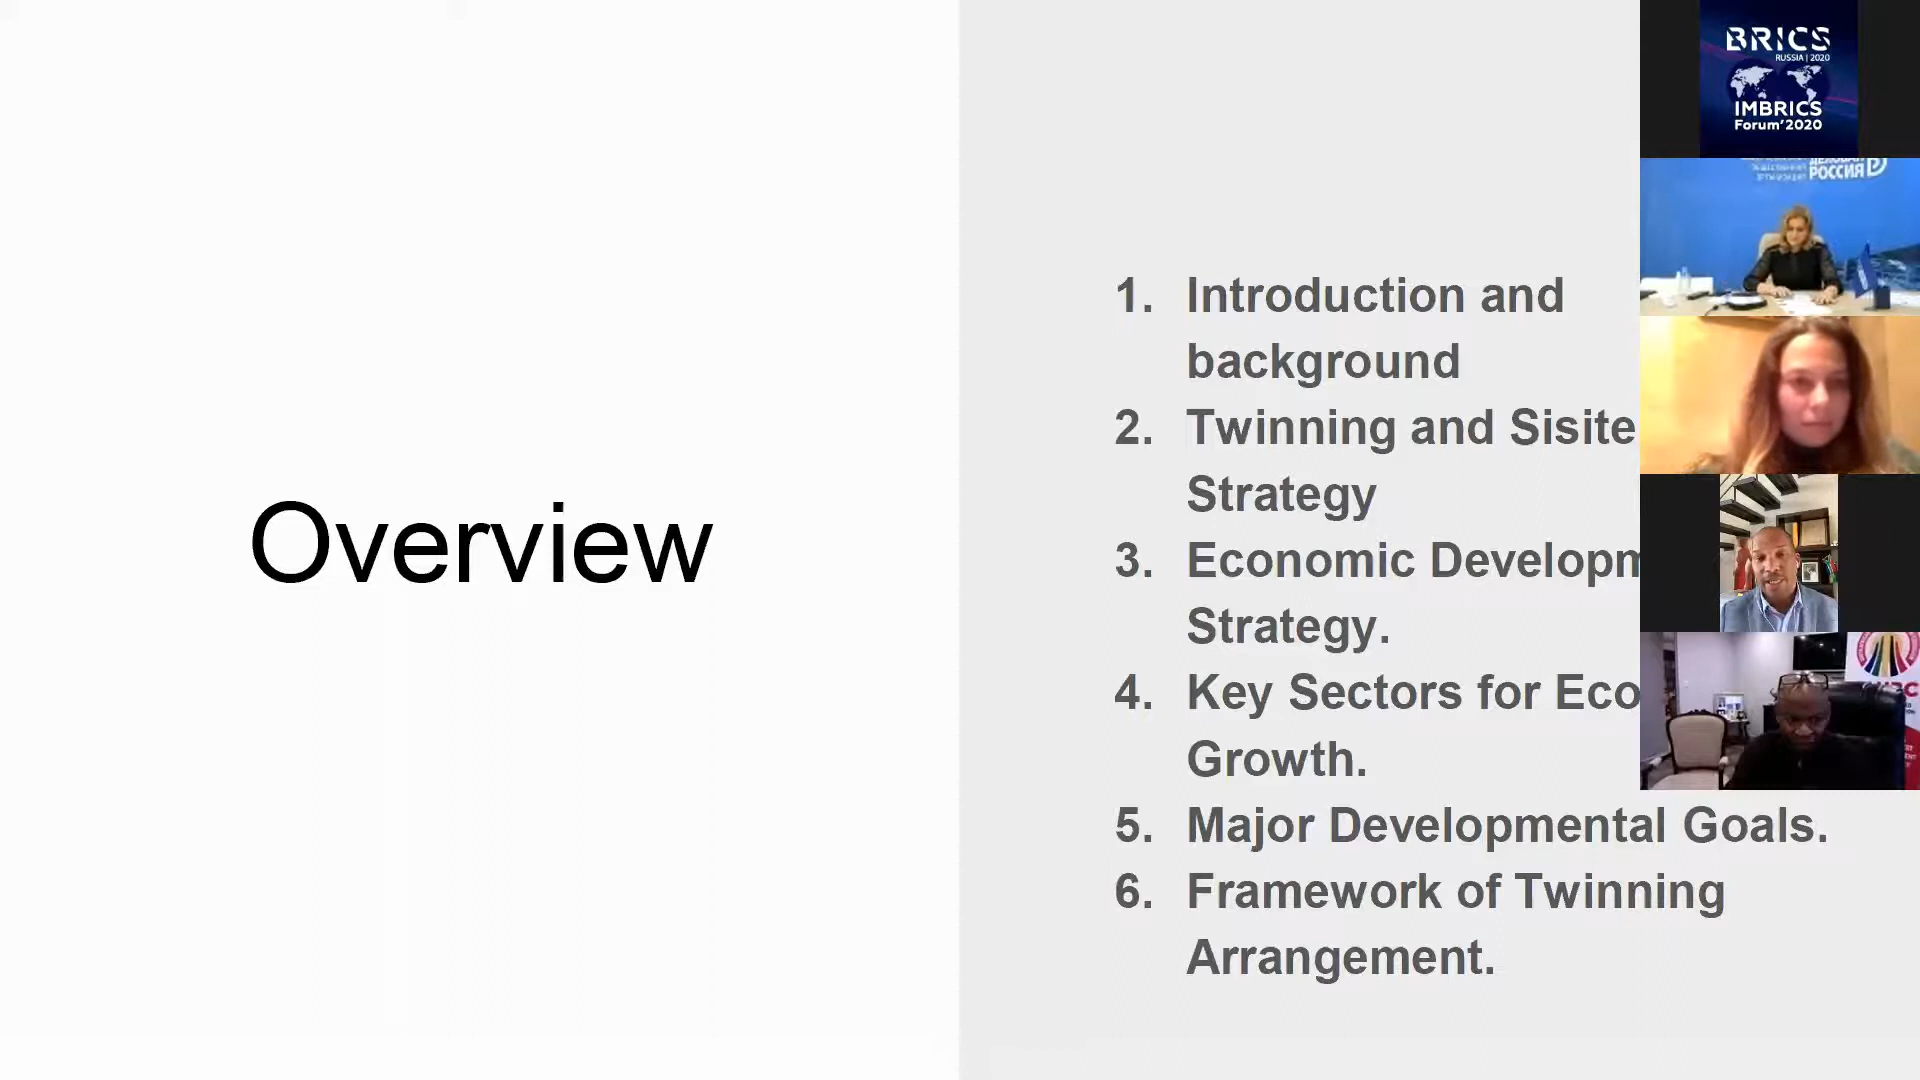 Overview
1. Introduction and
background
2. Twinning and Sisite
Strategy
3. Economic Developm
Strategy.
4. Key Sectors for Eco
Growth.
5. Major Developmental Goals.
6. Framework of Twinning
Arrangement.
BRICS
RUSSIA | 2020
IMBRICS
Forum'2020
РОССИЯ